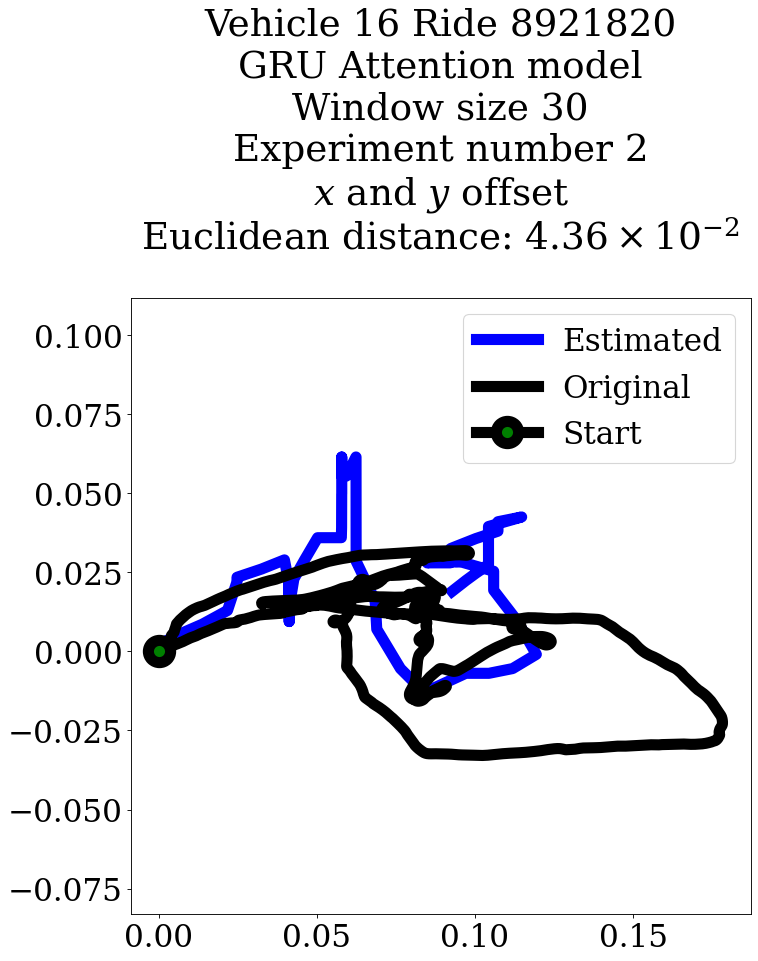 Vehicle 16 Ride 8921820
GRU Attention model
Window size 30
Experiment number 2
x and y offset
Euclidean distance: 4.36 × 10⁻²
Estimated
Original
Start
0.100
0.075
0.050
0.025
0.000
−0.025
−0.050
−0.075
0.00 0.05 0.10 0.15